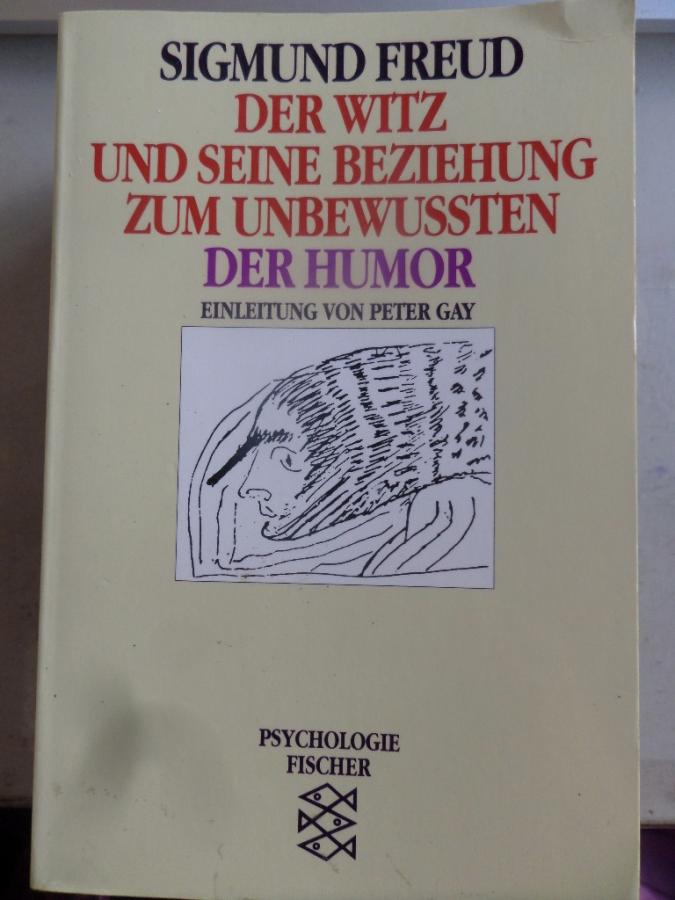 SIGMUND FREUD
DER WITZ
UND SEINE BEZIEHUNG
ZUM UNBEWUSSTEN
DER HUMOR
EINLEITUNG VON PETER GAY
PSYCHOLOGIE
FISCHER